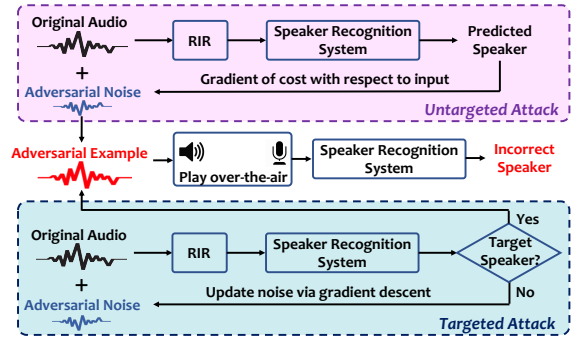 Original Audio
RIR
Speaker Recognition
System
Predicted
Speaker
+
Gradient of cost with respect to input
Adversarial Noise
Untargeted Attack
Adversarial Example
Play over-the-air
Speaker Recognition
System
Incorrect
Speaker
Yes
Original Audio
RIR
Speaker Recognition
System
Target
Speaker?
+
Update noise via gradient descent
No
Adversarial Noise
Targeted Attack